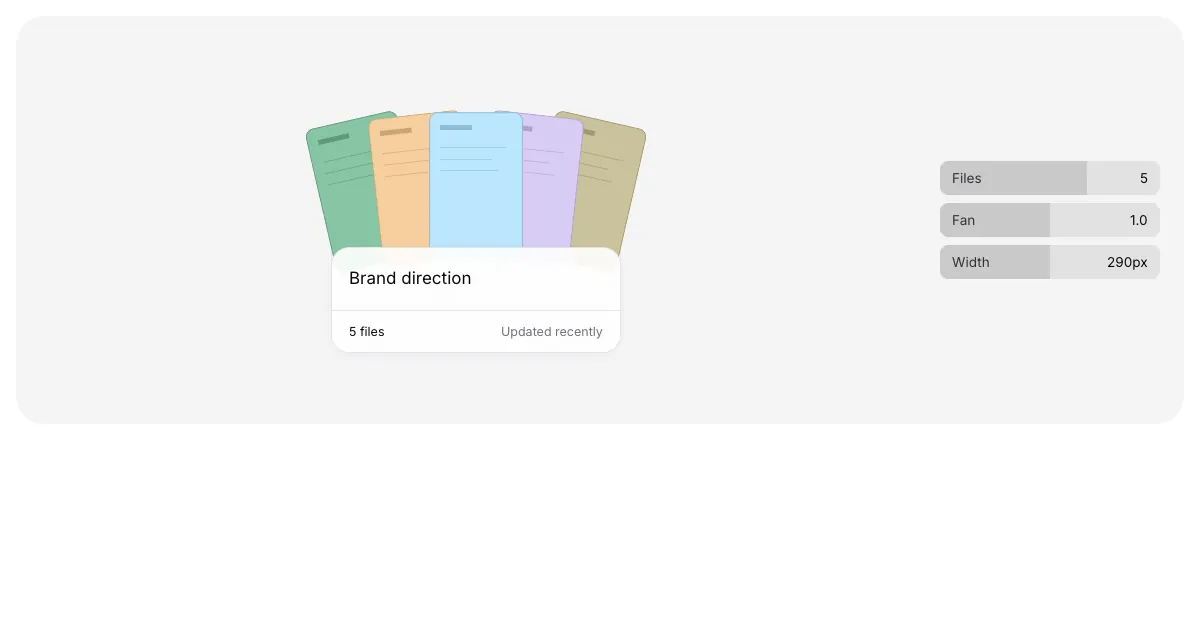 Brand direction
5 files
Updated recently
Files
5
Fan
1.0
Width
290px